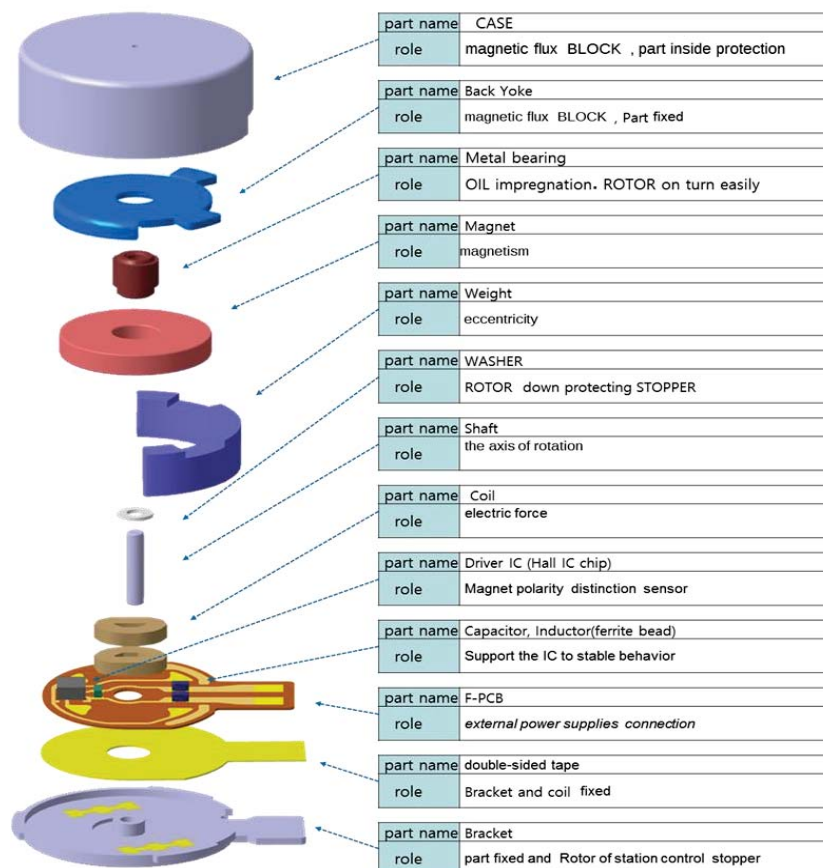 part name CASE
role magnetic flux BLOCK , part inside protection
part name Back Yoke
role magnetic flux BLOCK , Part fixed
part name Metal bearing
role OIL impregnation. ROTOR on turn easily
part name Magnet
role magnetism
part name Weight
role eccentricity
part name WASHER
role ROTOR down protecting STOPPER
part name Shaft
role the axis of rotation
part name Coil
role electric force
part name Driver IC (Hall IC chip)
role Magnet polarity distinction sensor
part name Capacitor, Inductor(ferrite bead)
role Support the IC to stable behavior
part name F-PCB
role external power supplies connection
part name double-sided tape
role Bracket and coil fixed
part name Bracket
role part fixed and Rotor of station control stopper